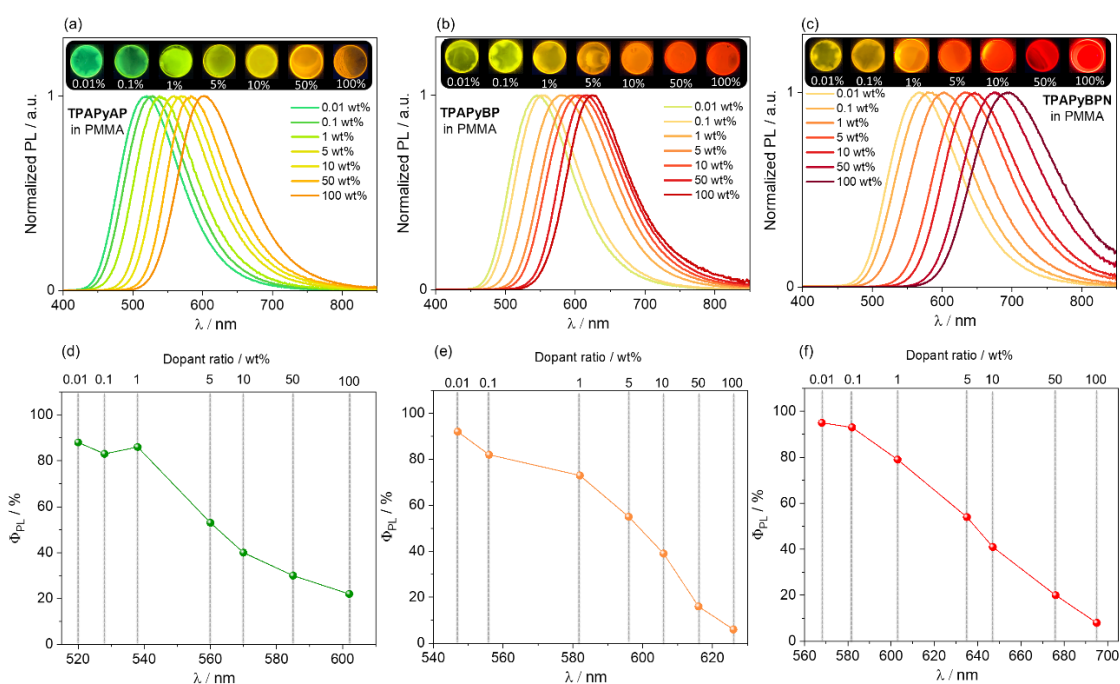 (a)
0.01% 0.1% 1% 5% 10% 50% 100%
TPAPyAP
in PMMA
0.01 wt%
0.1 wt%
1 wt%
5 wt%
10 wt%
50 wt%
100 wt%
Normalized PL / a.u.
1
0
400 500 600 700 800
λ / nm
(b)
0.01% 0.1% 1% 5% 10% 50% 100%
TPAPyBP
in PMMA
0.01 wt%
0.1 wt%
1 wt%
5 wt%
10 wt%
50 wt%
100 wt%
Normalized PL / a.u.
1
0
400 500 600 700 800
λ / nm
(c)
0.01% 0.1% 1% 5% 10% 50% 100%
0.01 wt%
0.1 wt%
1 wt%
5 wt%
10 wt%
50 wt%
100 wt%
TPAPyBPN
in PMMA
Normalized PL / a.u.
1
0
400 500 600 700 800
λ / nm
(d)
Dopant ratio / wt%
0.01 0.1 1 5 10 50 100
ΦPL / %
100
80
60
40
20
0
520 540 560 580 600
λ / nm
(e)
Dopant ratio / wt%
0.01 0.1 1 5 10 50 100
ΦPL / %
100
80
60
40
20
0
540 560 580 600 620
λ / nm
(f)
Dopant ratio / wt%
0.01 0.1 1 5 10 50 100
ΦPL / %
100
80
60
40
20
0
560 580 600 620 640 660 680 700
λ / nm